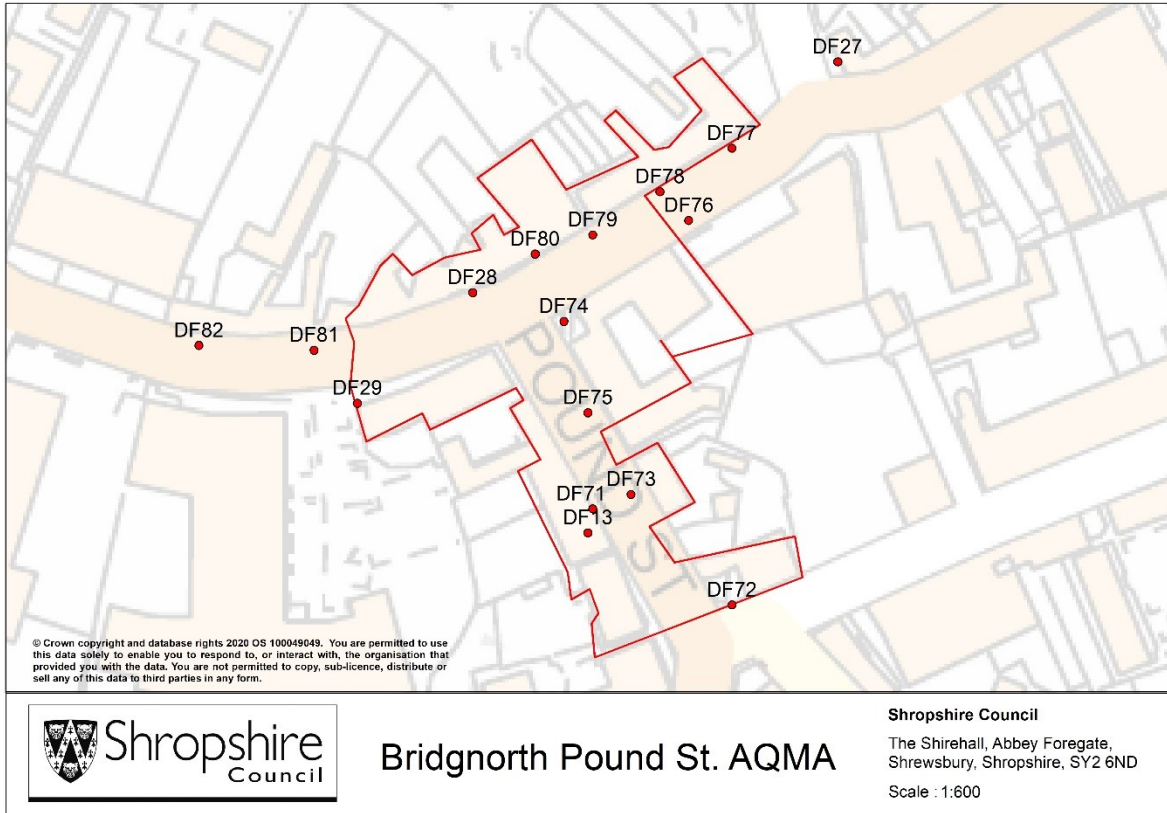 DF27
DF77
DF78
DF76
DF79
DF80
DF28
DF74
DF82
DF81
DF29
DF75
POUND ST
DF73
DF71
DF13
DF72
© Crown copyright and database rights 2020 OS 100049049. You are permitted to use
this data solely to enable you to respond to, or interact with, the organisation that
provided you with the data. You are not permitted to copy, sub-licence, distribute or
sell any of this data to third parties in any form.
Shropshire
Council
Bridgnorth Pound St. AQMA
Shropshire Council
The Shirehall, Abbey Foregate,
Shrewsbury, Shropshire, SY2 6ND
Scale : 1:600